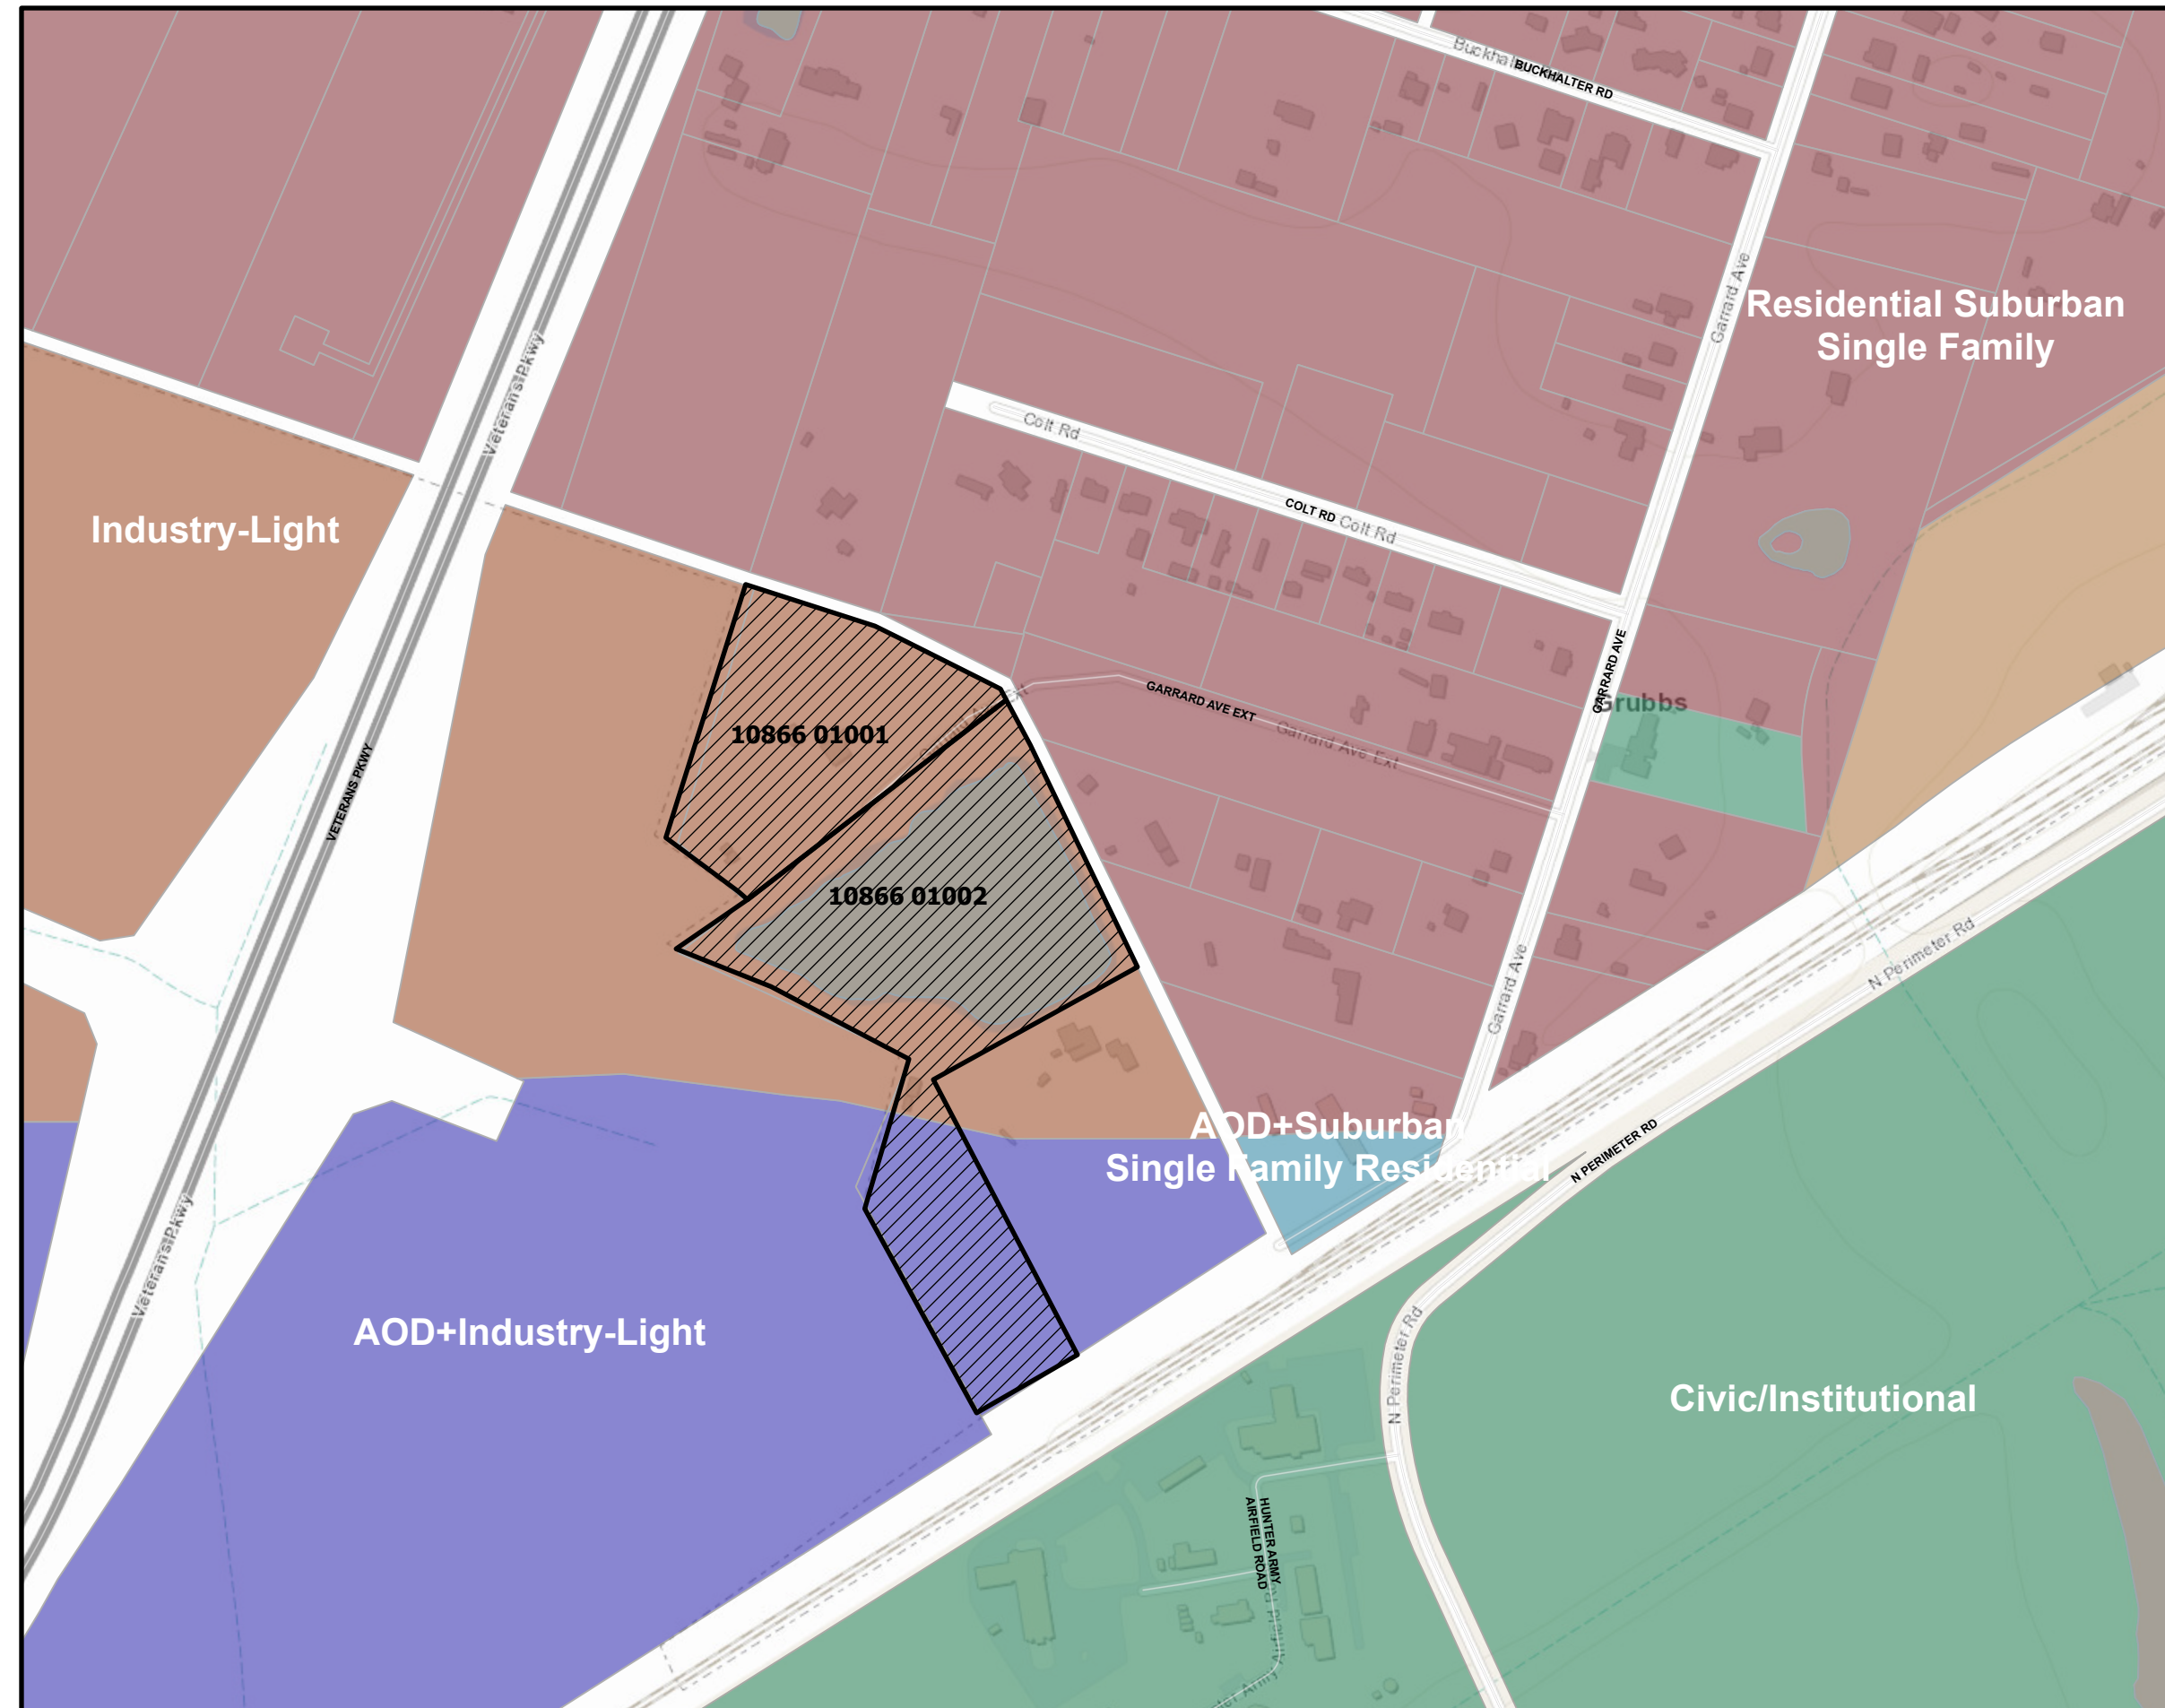 BUCKHALTER RD
Garrard Ave
Residential Suburban
Single Family
Veterans Pkwy
Colt Rd
COLT RD
Colt Rd
Industry-Light
GARRARD AVE
Grubbs
GARRARD AVE EXT
Garrard Ave Ext
10866 01001
VETERANS PKWY
10866 01002
N Perimeter Rd
Garrard Ave
AOD+Suburban
Single Family Residential
N PERIMETER RD
Veterans Pkwy
AOD+Industry-Light
N Perimeter Rd
Civic/Institutional
HUNTER ARMY
AIRFIELD ROAD